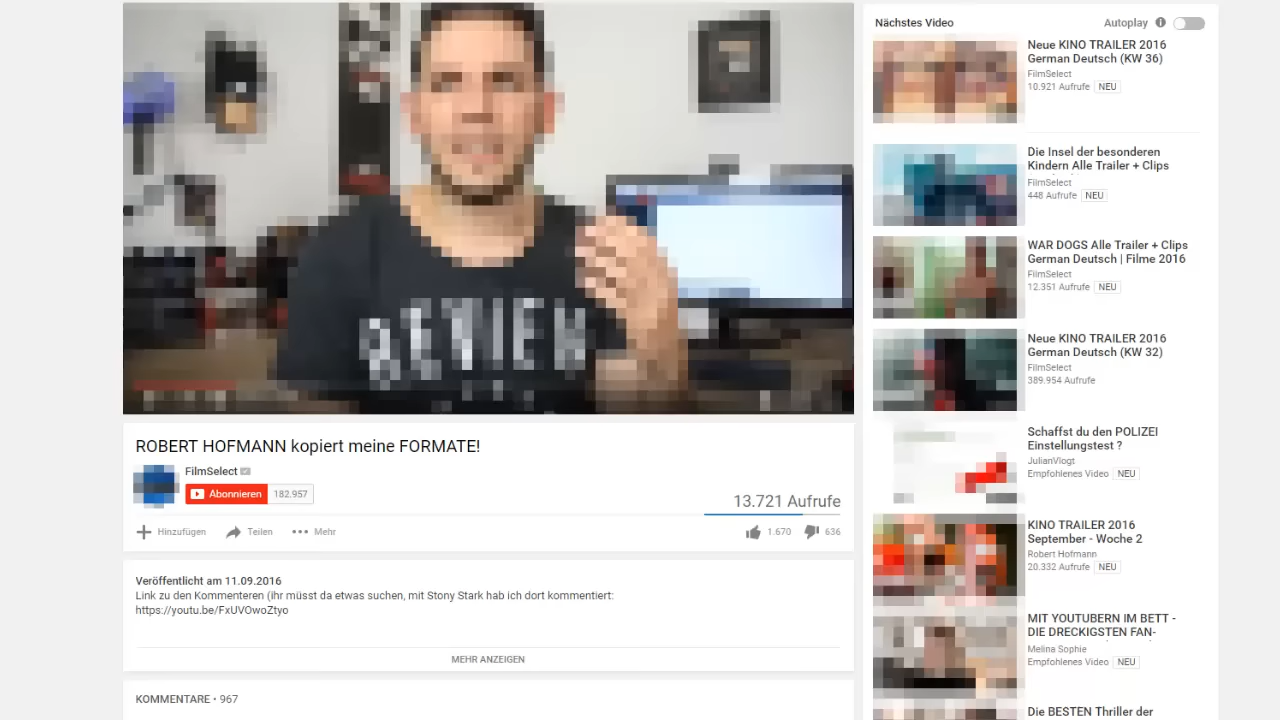 REVIEW
ROBERT HOFMANN kopiert meine FORMATE!
FilmSelect
Abonnieren 182.957
13.721 Aufrufe
Hinzufügen Teilen Mehr 1.670 636
Veröffentlicht am 11.09.2016
Link zu den Kommenteren (ihr müsst da etwas suchen, mit Stony Stark hab ich dort kommentiert:
https://youtu.be/FxUVOwoZtyo
MEHR ANZEIGEN
KOMMENTARE • 967
Nächstes Video Autoplay
Neue KINO TRAILER 2016
German Deutsch (KW 36)
FilmSelect
10.921 Aufrufe NEU
Die Insel der besonderen
Kindern Alle Trailer + Clips
FilmSelect
448 Aufrufe NEU
WAR DOGS Alle Trailer + Clips
German Deutsch | Filme 2016
FilmSelect
12.351 Aufrufe NEU
Neue KINO TRAILER 2016
German Deutsch (KW 32)
FilmSelect
389.954 Aufrufe
Schaffst du den POLIZEI
Einstellungstest ?
JulianVlogt
Empfohlenes Video NEU
KINO TRAILER 2016
September - Woche 2
Robert Hofmann
20.332 Aufrufe NEU
MIT YOUTUBERN IM BETT -
DIE DRECKIGSTEN FAN-
Melina Sophie
Empfohlenes Video NEU
Die BESTEN Thriller der